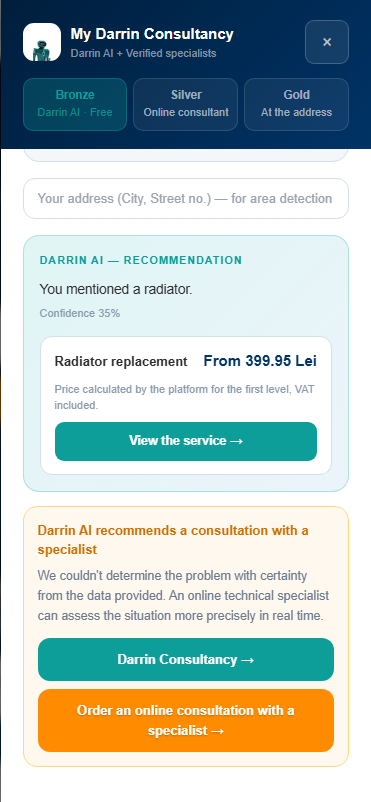 My Darrin Consultancy
Darrin AI + Verified specialists
×
Bronze
Darrin AI · Free
Silver
Online consultant
Gold
At the address
Your address (City, Street no.) — for area detection
DARRIN AI — RECOMMENDATION
You mentioned a radiator.
Confidence 35%
Radiator replacement
From 399.95 Lei
Price calculated by the platform for the first level, VAT
included.
View the service →
Darrin AI recommends a consultation with a
specialist
We couldn't determine the problem with certainty
from the data provided. An online technical specialist
can assess the situation more precisely in real time.
Darrin Consultancy →
Order an online consultation with a
specialist →